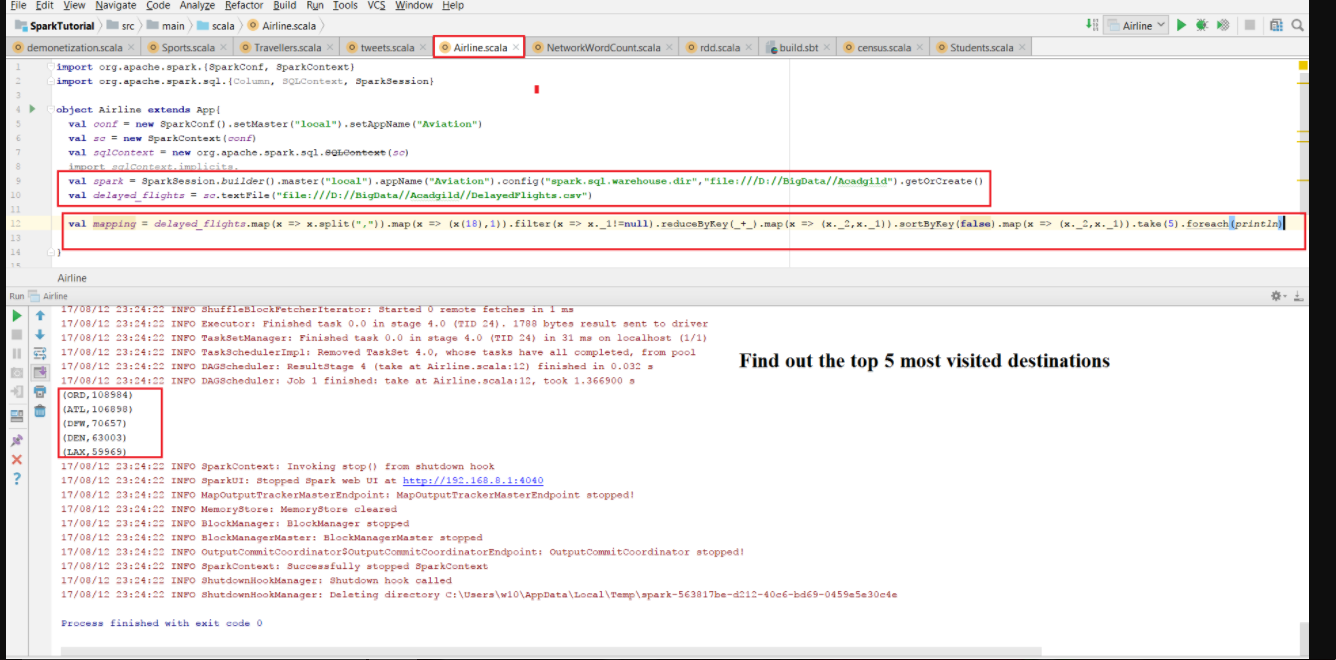 File Edit View Navigate Code Analyze Refactor Build Run Tools VCS Window Help
SparkTutorial src main scala Airline.scala Airline
demonetization.scala Sports.scala Travellers.scala tweets.scala Airline.scala NetworkWordCount.scala rdd.scala build.sbt census.scala Students.scala
1 import org.apache.spark.{SparkConf, SparkContext}
2 import org.apache.spark.sql.{Column, SQLContext, SparkSession}
3
4 object Airline extends App{
5 val conf = new SparkConf().setMaster("local").setAppName("Aviation")
6 val sc = new SparkContext(conf)
7 val sqlContext = new org.apache.spark.sql.SQLContext(sc)
8 import sqlContext.implicits._
9 val spark = SparkSession.builder().master("local").appName("Aviation").config("spark.sql.warehouse.dir","file:///D://BigData//Acadgild").getOrCreate()
10 val delayed_flights = sc.textFile("file:///D://BigData//Acadgild//DelayedFlights.csv")
11
12 val mapping = delayed_flights.map(x => x.split(",")).map(x => (x(18),1)).filter(x => x._1!=null).reduceByKey(_+_).map(x => (x._2,x._1)).sortByKey(false).map(x => (x._2,x._1)).take(5).foreach(println)
13
14 }
15
Airline
Run Airline
17/08/12 23:24:22 INFO ShuffleBlockFetcherIterator: Started 0 remote fetches in 1 ms
17/08/12 23:24:22 INFO Executor: Finished task 0.0 in stage 4.0 (TID 24). 1788 bytes result sent to driver
17/08/12 23:24:22 INFO TaskSetManager: Finished task 0.0 in stage 4.0 (TID 24) in 31 ms on localhost (1/1)
17/08/12 23:24:22 INFO TaskSchedulerImpl: Removed TaskSet 4.0, whose tasks have all completed, from pool
17/08/12 23:24:22 INFO DAGScheduler: ResultStage 4 (take at Airline.scala:12) finished in 0.032 s
Find out the top 5 most visited destinations
17/08/12 23:24:22 INFO DAGScheduler: Job 1 finished: take at Airline.scala:12, took 1.366900 s
(ORD,108984)
(ATL,106898)
(DFW,70657)
(DEN,63003)
(LAX,59969)
17/08/12 23:24:22 INFO SparkContext: Invoking stop() from shutdown hook
17/08/12 23:24:22 INFO SparkUI: Stopped Spark web UI at http://192.168.8.1:4040
17/08/12 23:24:22 INFO MapOutputTrackerMasterEndpoint: MapOutputTrackerMasterEndpoint stopped!
17/08/12 23:24:22 INFO MemoryStore: MemoryStore cleared
17/08/12 23:24:22 INFO BlockManager: BlockManager stopped
17/08/12 23:24:22 INFO BlockManagerMaster: BlockManagerMaster stopped
17/08/12 23:24:22 INFO OutputCommitCoordinator$OutputCommitCoordinatorEndpoint: OutputCommitCoordinator stopped!
17/08/12 23:24:22 INFO SparkContext: Successfully stopped SparkContext
17/08/12 23:24:22 INFO ShutdownHookManager: Shutdown hook called
17/08/12 23:24:22 INFO ShutdownHookManager: Deleting directory C:\Users\w10\AppData\Local\Temp\spark-563817be-d212-40c6-bd69-0459e5e30c4e
Process finished with exit code 0